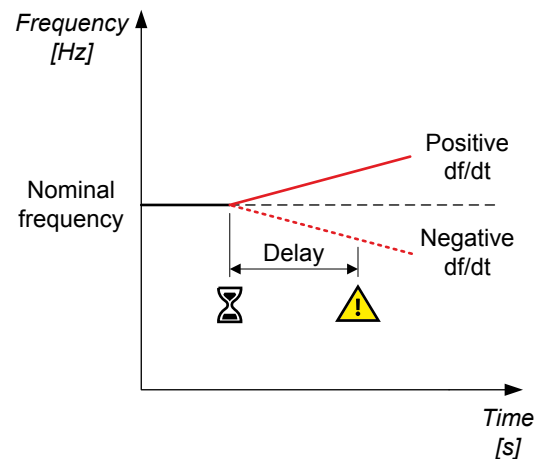 Frequency
[Hz]
Positive
df/dt
Nominal
frequency
Negative
df/dt
Delay
!
Time
[s]